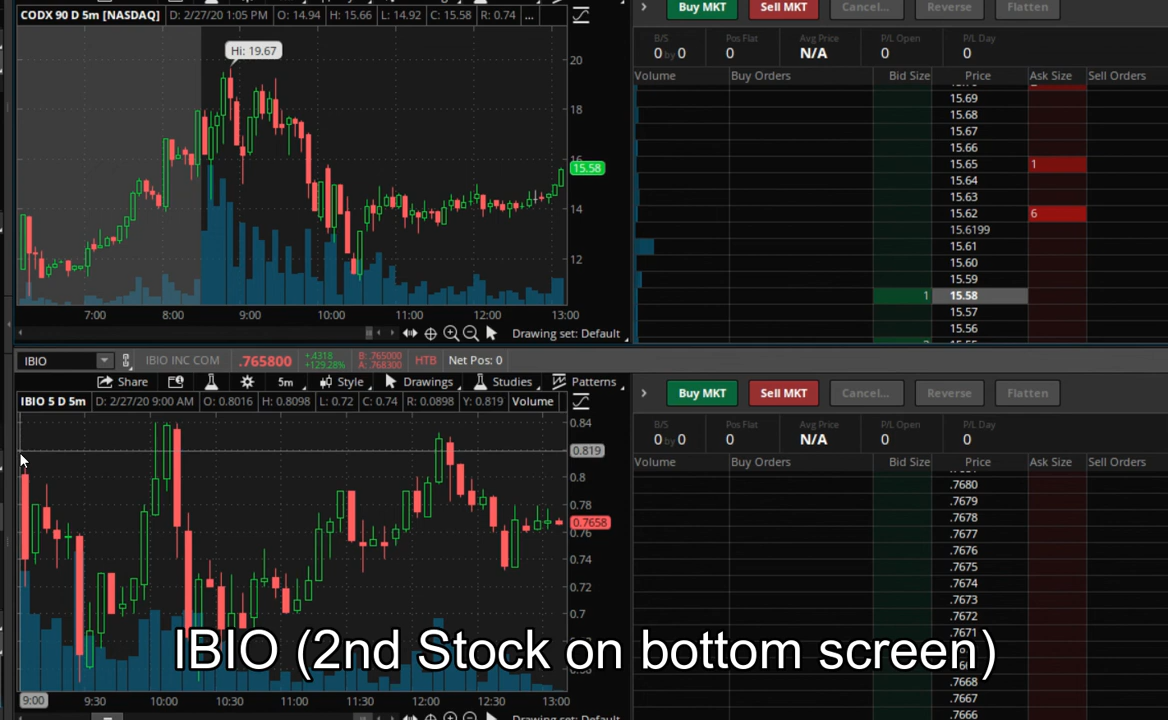 Buy MKT Sell MKT Cancel... Reverse Flatten
CODX 90 D 5m [NASDAQ] D: 2/27/20 1:05 PM O: 14.94 H: 15.66 L: 14.92 C: 15.58 R: 0.74 ...
B/S Pos Flat Avg Price P/L Open P/L Day
0 by 0 0 N/A 0 0
Volume Buy Orders Bid Size Price Ask Size Sell Orders
Hi: 19.67
20
18
16
15.58
14
12
15.69
15.68
15.67
15.66
15.65 1
15.64
15.63
15.62 6
15.6199
15.61
15.60
15.59
1 15.58
15.57
15.56
7:00 8:00 9:00 10:00 11:00 12:00 13:00
Drawing set: Default
IBIO IBIO INC COM .765800 +.4318 +129.28% B: .765000 A: .768300 HTB Net Pos: 0
Share 5m Style Drawings Studies Patterns
Buy MKT Sell MKT Cancel... Reverse Flatten
IBIO 5 D 5m D: 2/27/20 9:00 AM O: 0.8016 H: 0.8098 L: 0.72 C: 0.74 R: 0.0898 Y: 0.819 Volume
B/S Pos Flat Avg Price P/L Open P/L Day
0 by 0 0 N/A 0 0
Volume Buy Orders Bid Size Price Ask Size Sell Orders
0.84
0.819
0.8
0.78
0.7658
0.76
0.74
0.72
0.7
.7680
.7679
.7678
.7677
.7676
.7675
.7674
.7673
.7672
.7671
.7668
.7667
.7666
IBIO (2nd Stock on bottom screen)
9:00 9:30 10:00 10:30 11:00 11:30 12:00 12:30 13:00
Drawing set: Default